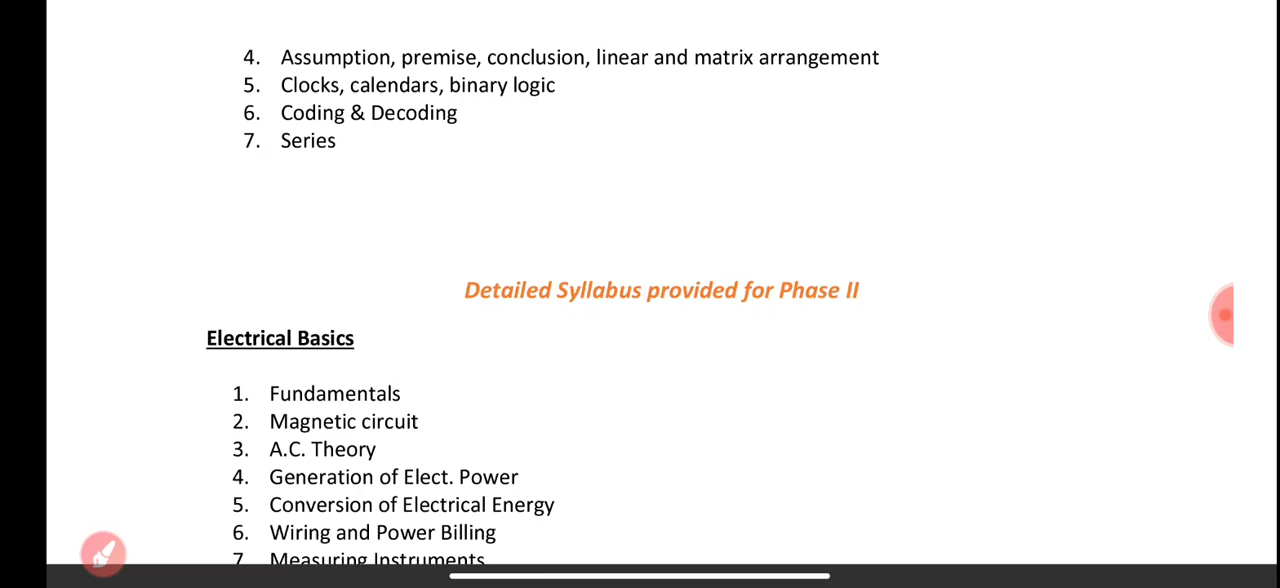 4. Assumption, premise, conclusion, linear and matrix arrangement
5. Clocks, calendars, binary logic
6. Coding & Decoding
7. Series
Detailed Syllabus provided for Phase II
Electrical Basics
1. Fundamentals
2. Magnetic circuit
3. A.C. Theory
4. Generation of Elect. Power
5. Conversion of Electrical Energy
6. Wiring and Power Billing
7. Measuring Instruments